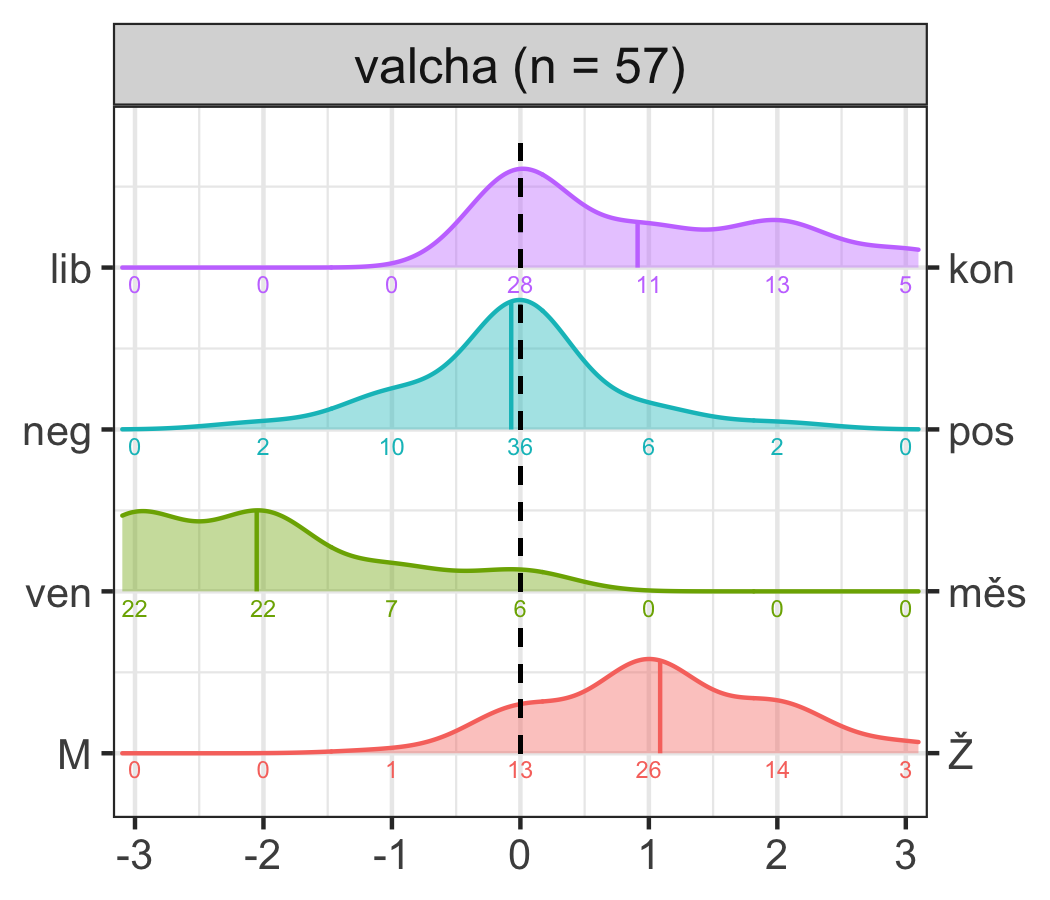 valcha (n = 57)
lib kon
0 0 0 28 11 13 5
neg pos
0 2 10 36 6 2 0
ven měs
22 22 7 6 0 0 0
M Ž
0 0 1 13 26 14 3
-3 -2 -1 0 1 2 3